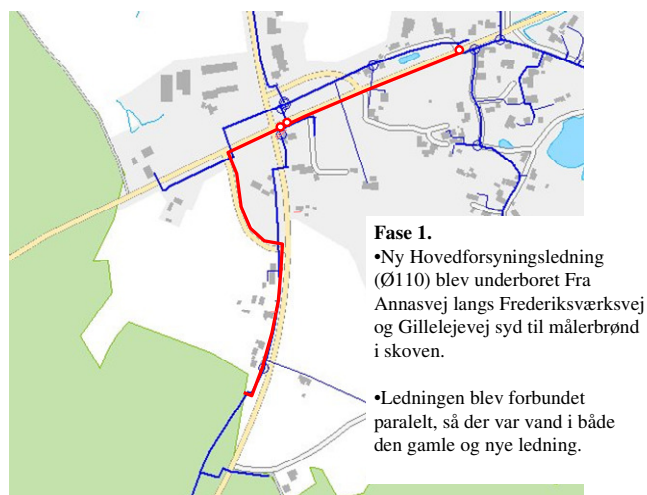 Fase 1.
•Ny Hovedforsyningsledning
(Ø110) blev underboret Fra
Annasvej langs Frederiksværksvej
og Gillelejevej syd til målerbrønd
i skoven.
•Ledningen blev forbundet
paralelt, så der var vand i både
den gamle og nye ledning.